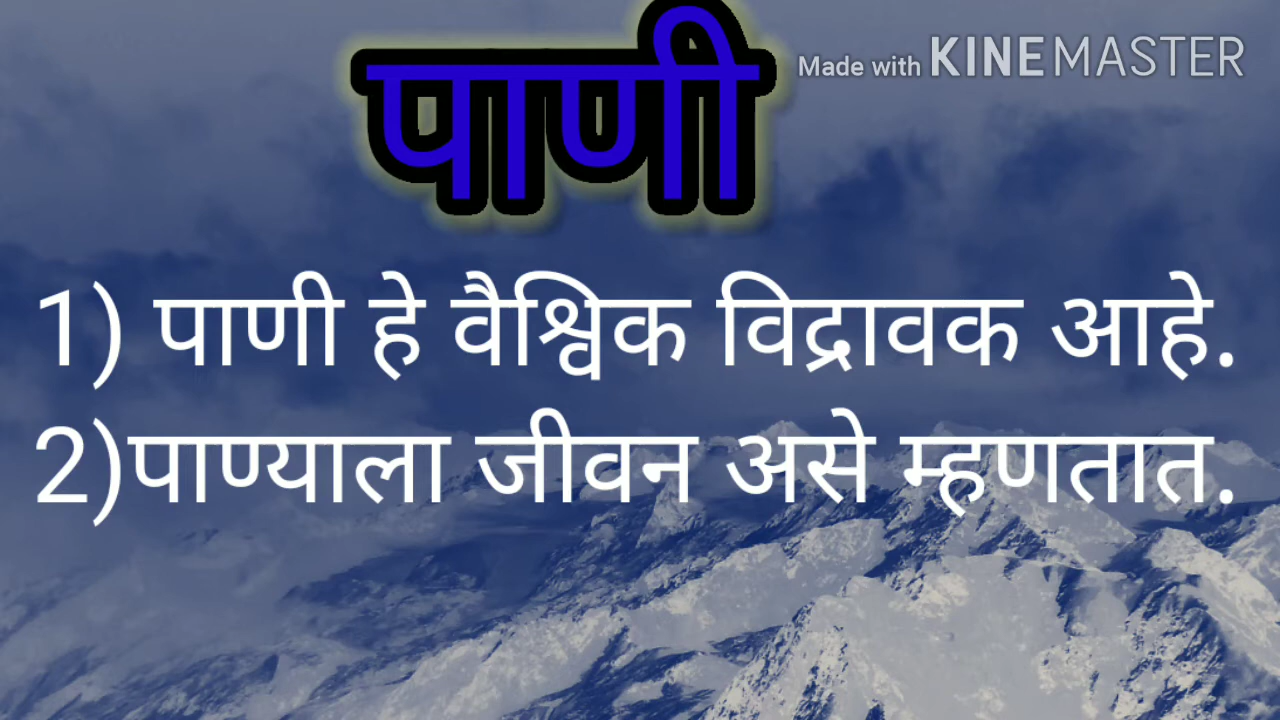 पाणी
Made with KINEMASTER
1) पाणी हे वैश्विक विद्रावक आहे.
2)पाण्याला जीवन असे म्हणतात.